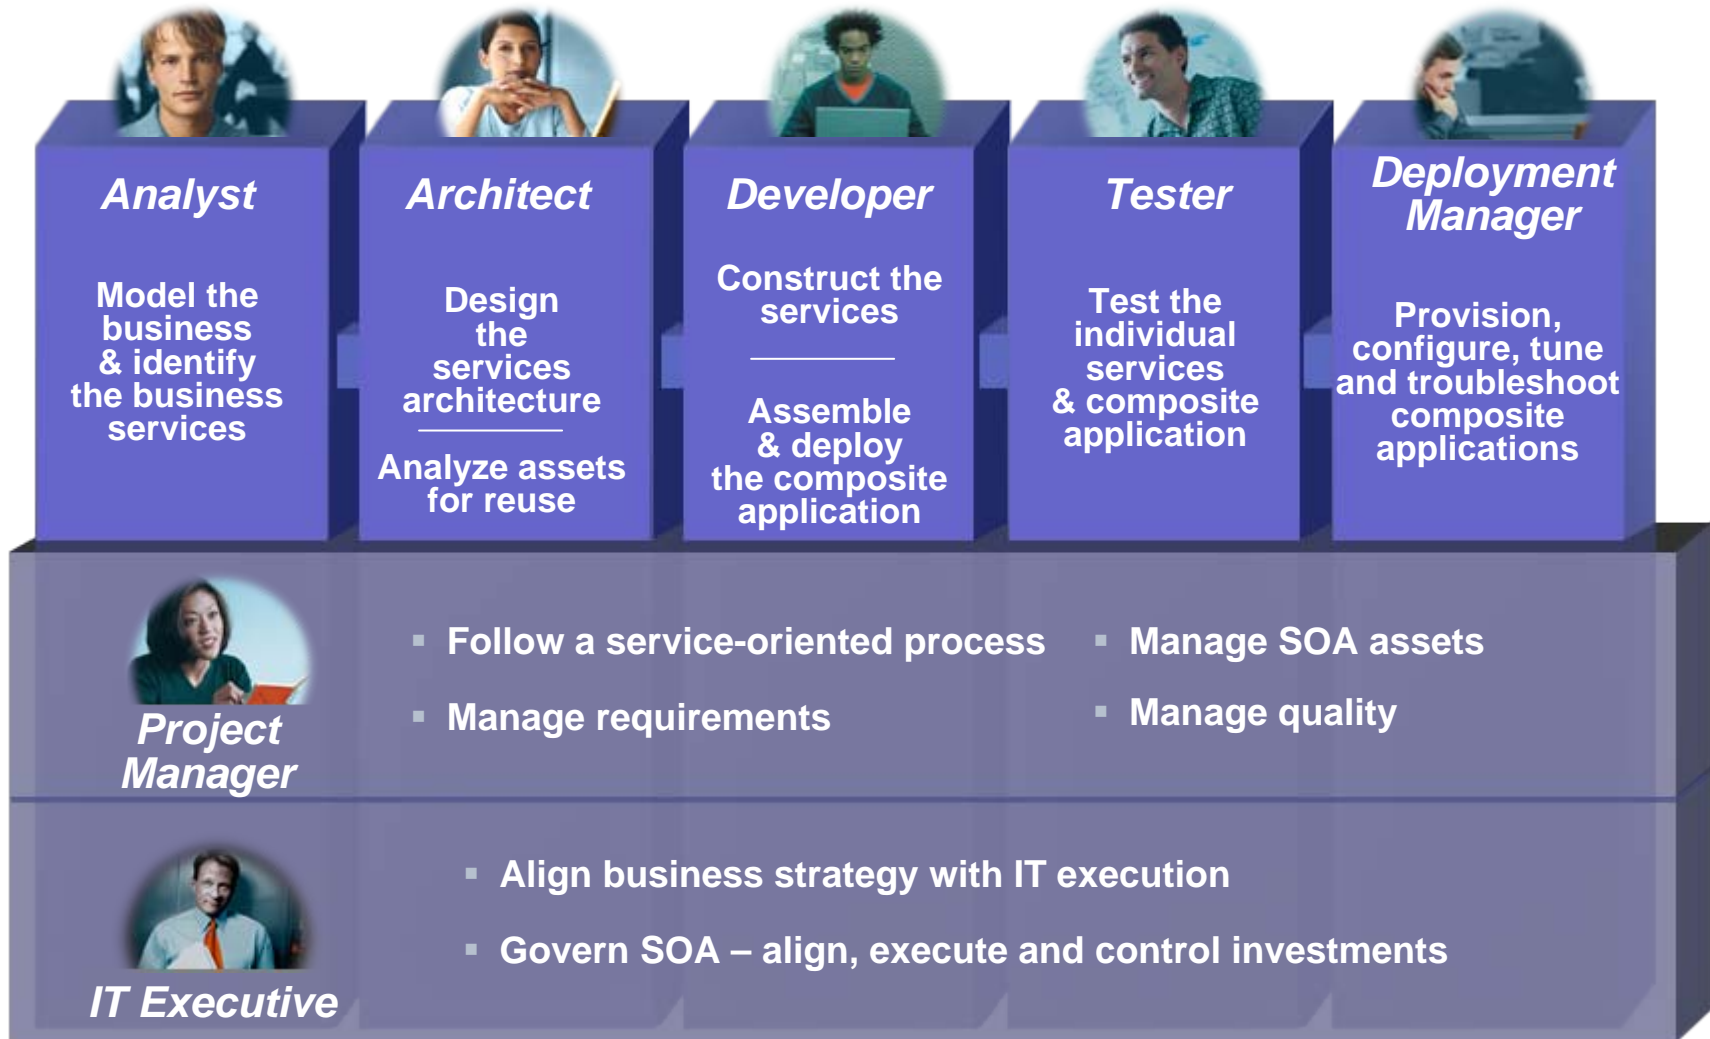 Analyst
Model the
business
& identify
the business
services
Architect
Design
the
services
architecture
Analyze assets
for reuse
Developer
Construct the
services
Assemble
& deploy
the composite
application
Tester
Test the
individual
services
& composite
application
Deployment
Manager
Provision,
configure, tune
and troubleshoot
composite
applications
Project
Manager
▪ Follow a service-oriented process
▪ Manage requirements
▪ Manage SOA assets
▪ Manage quality
IT Executive
▪ Align business strategy with IT execution
▪ Govern SOA – align, execute and control investments